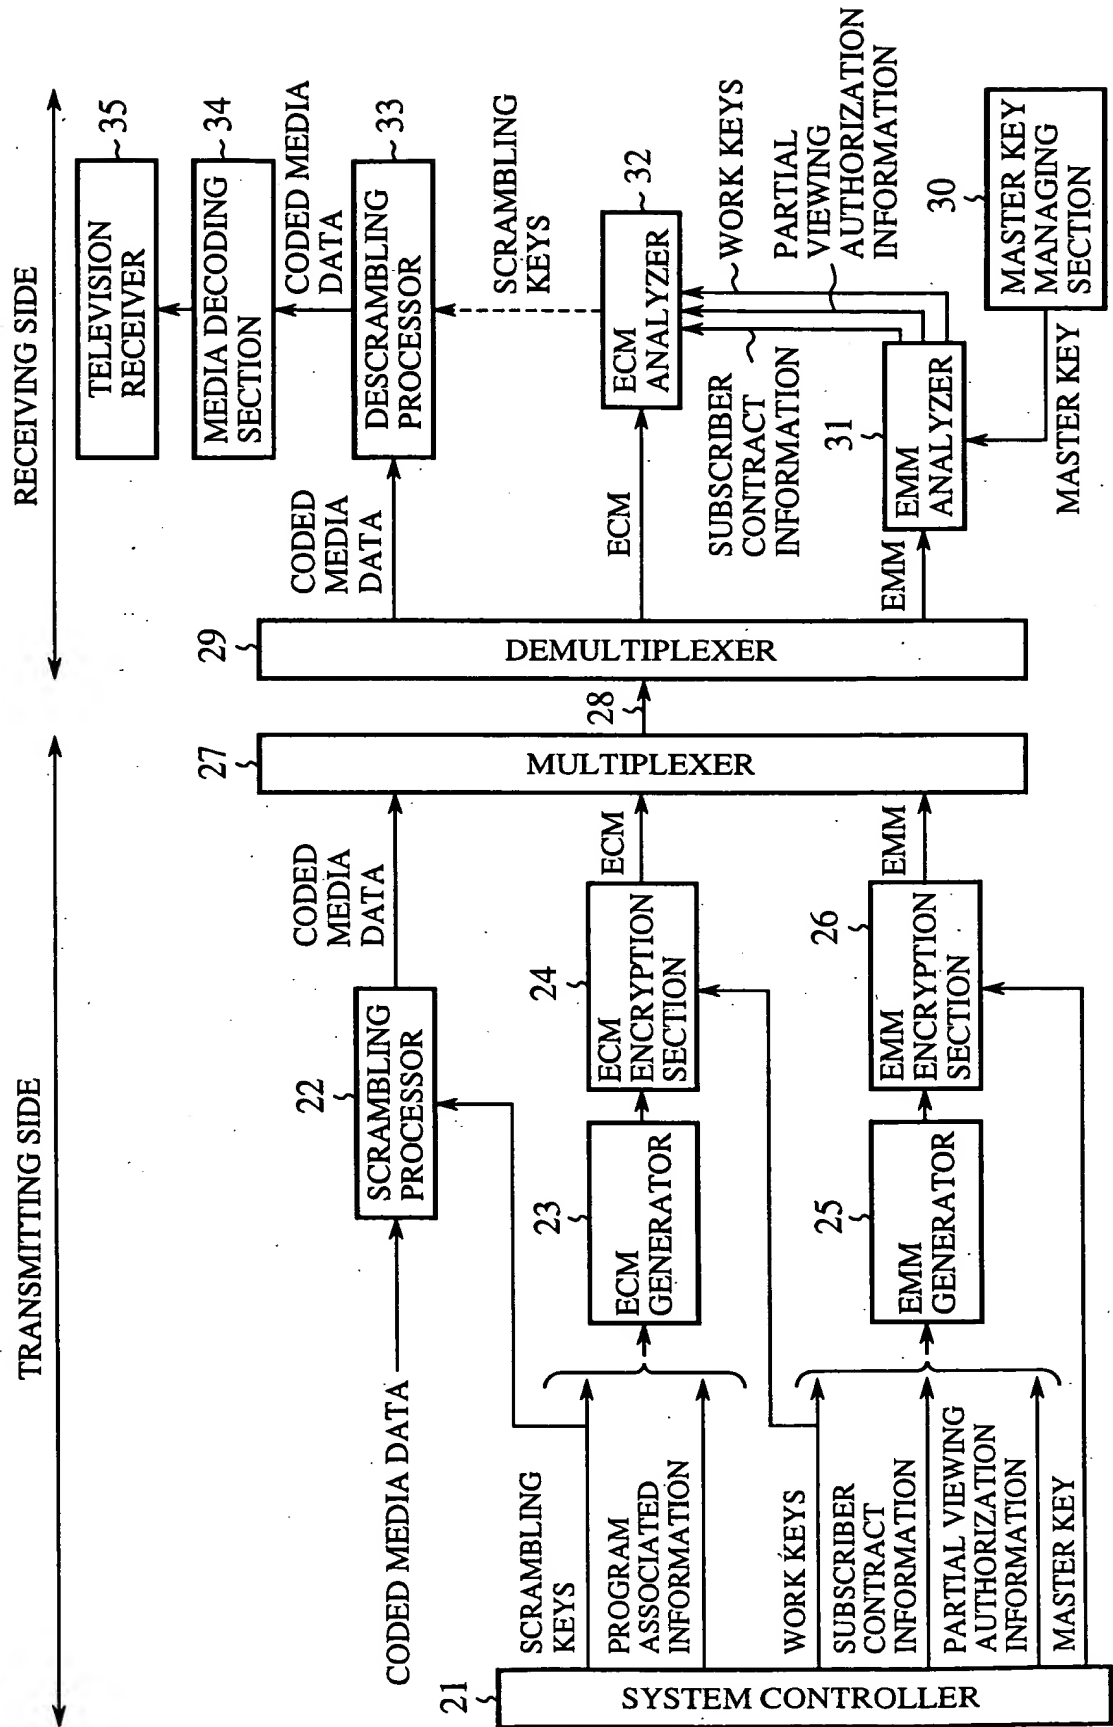 TRANSMITTING SIDE
RECEIVING SIDE
CODED MEDIA DATA
22
SCRAMBLING
PROCESSOR
CODED
MEDIA
DATA
21
SYSTEM CONTROLLER
SCRAMBLING
KEYS
PROGRAM
ASSOCIATED
INFORMATION
23
ECM
GENERATOR
24
ECM
ENCRYPTION
SECTION
ECM
WORK KEYS
SUBSCRIBER
CONTRACT
INFORMATION
PARTIAL VIEWING
AUTHORIZATION
INFORMATION
MASTER KEY
25
EMM
GENERATOR
26
EMM
ENCRYPTION
SECTION
EMM
27
MULTIPLEXER
28
29
DEMULTIPLEXER
CODED
MEDIA
DATA
35
TELEVISION
RECEIVER
34
MEDIA DECODING
SECTION
CODED MEDIA
DATA
33
DESCRAMBLING
PROCESSOR
SCRAMBLING
KEYS
ECM
32
ECM
ANALYZER
WORK KEYS
PARTIAL
VIEWING
AUTHORIZATION
INFORMATION
SUBSCRIBER
CONTRACT
INFORMATION
EMM
31
EMM
ANALYZER
MASTER KEY
30
MASTER KEY
MANAGING
SECTION